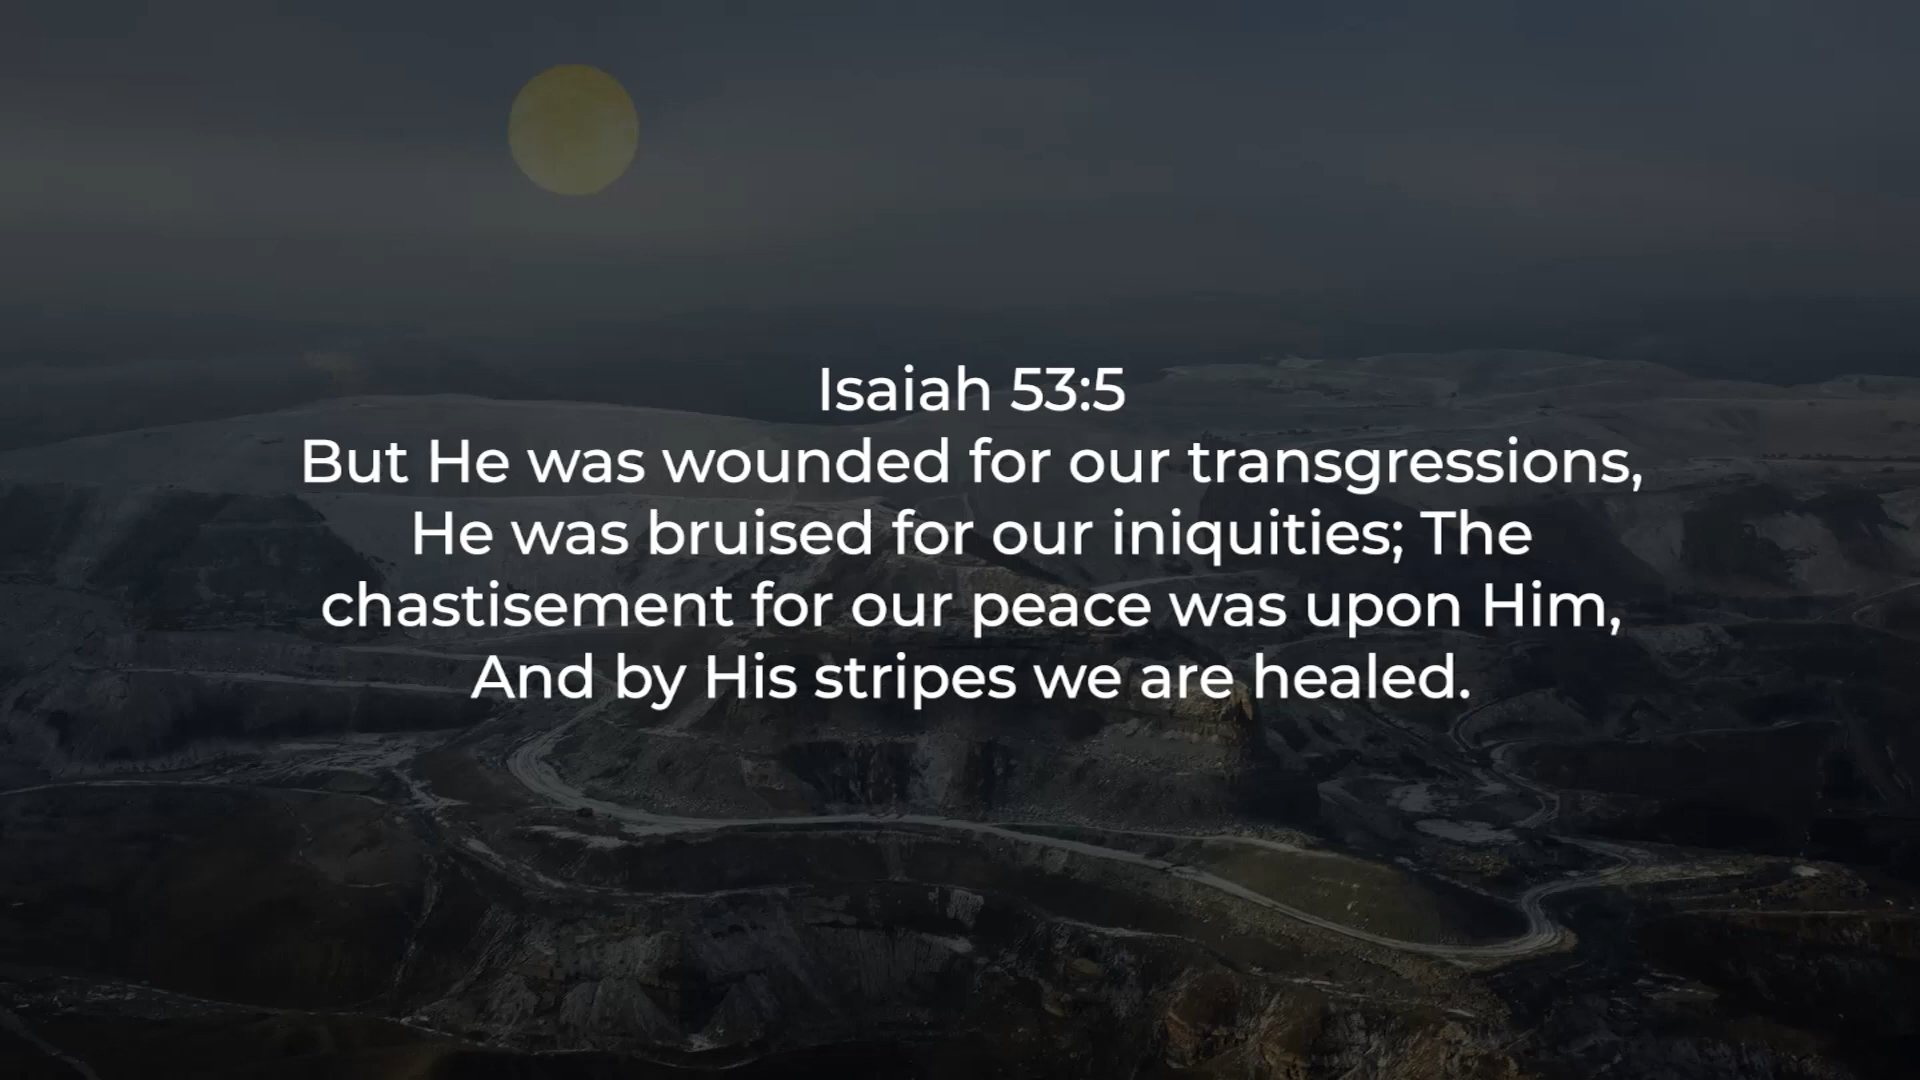 Isaiah 53:5
But He was wounded for our transgressions,
He was bruised for our iniquities; The
chastisement for our peace was upon Him,
And by His stripes we are healed.